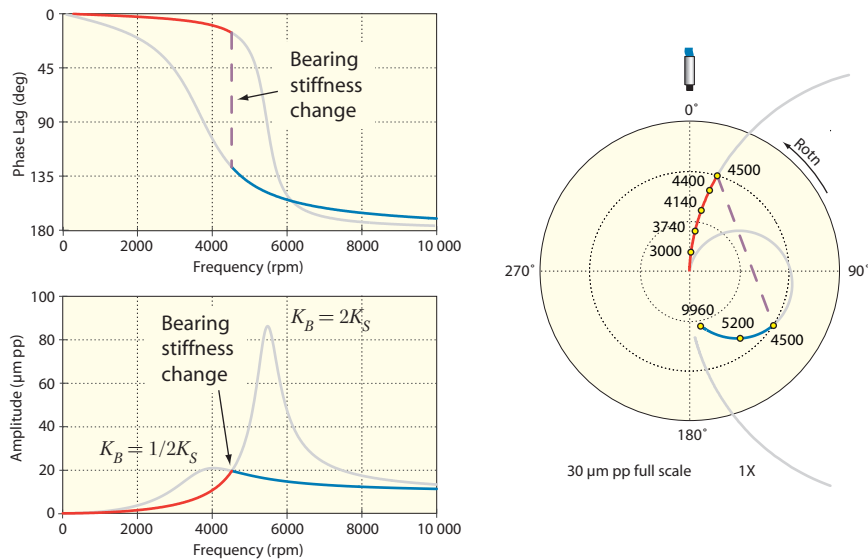 0
45
90
135
180
Phase Lag (deg)
Bearing
stiffness
change
0
2000
4000
6000
8000
10 000
Frequency (rpm)
100
80
60
40
20
0
Amplitude (µm pp)
Bearing
stiffness
change
K_B = 2K_S
K_B = 1/2K_S
0
2000
4000
6000
8000
10 000
Frequency (rpm)
0˚
Rotn
4500
4400
4140
3740
3000
270˚
90˚
9960
5200
4500
180˚
30 µm pp full scale
1X